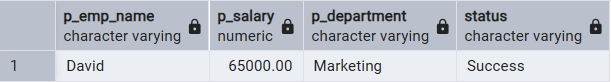 p_emp_name p_salary p_department status
character varying numeric character varying character varying
1 David 65000.00 Marketing Success